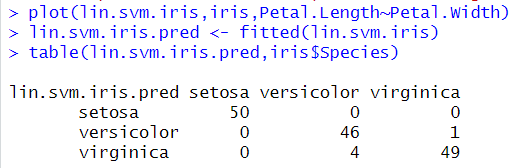 > plot(lin.svm.iris,iris,Petal.Length~Petal.Width)
> lin.svm.iris.pred <- fitted(lin.svm.iris)
> table(lin.svm.iris.pred,iris$Species)
lin.svm.iris.pred setosa versicolor virginica
setosa 50 0 0
versicolor 0 46 1
virginica 0 4 49